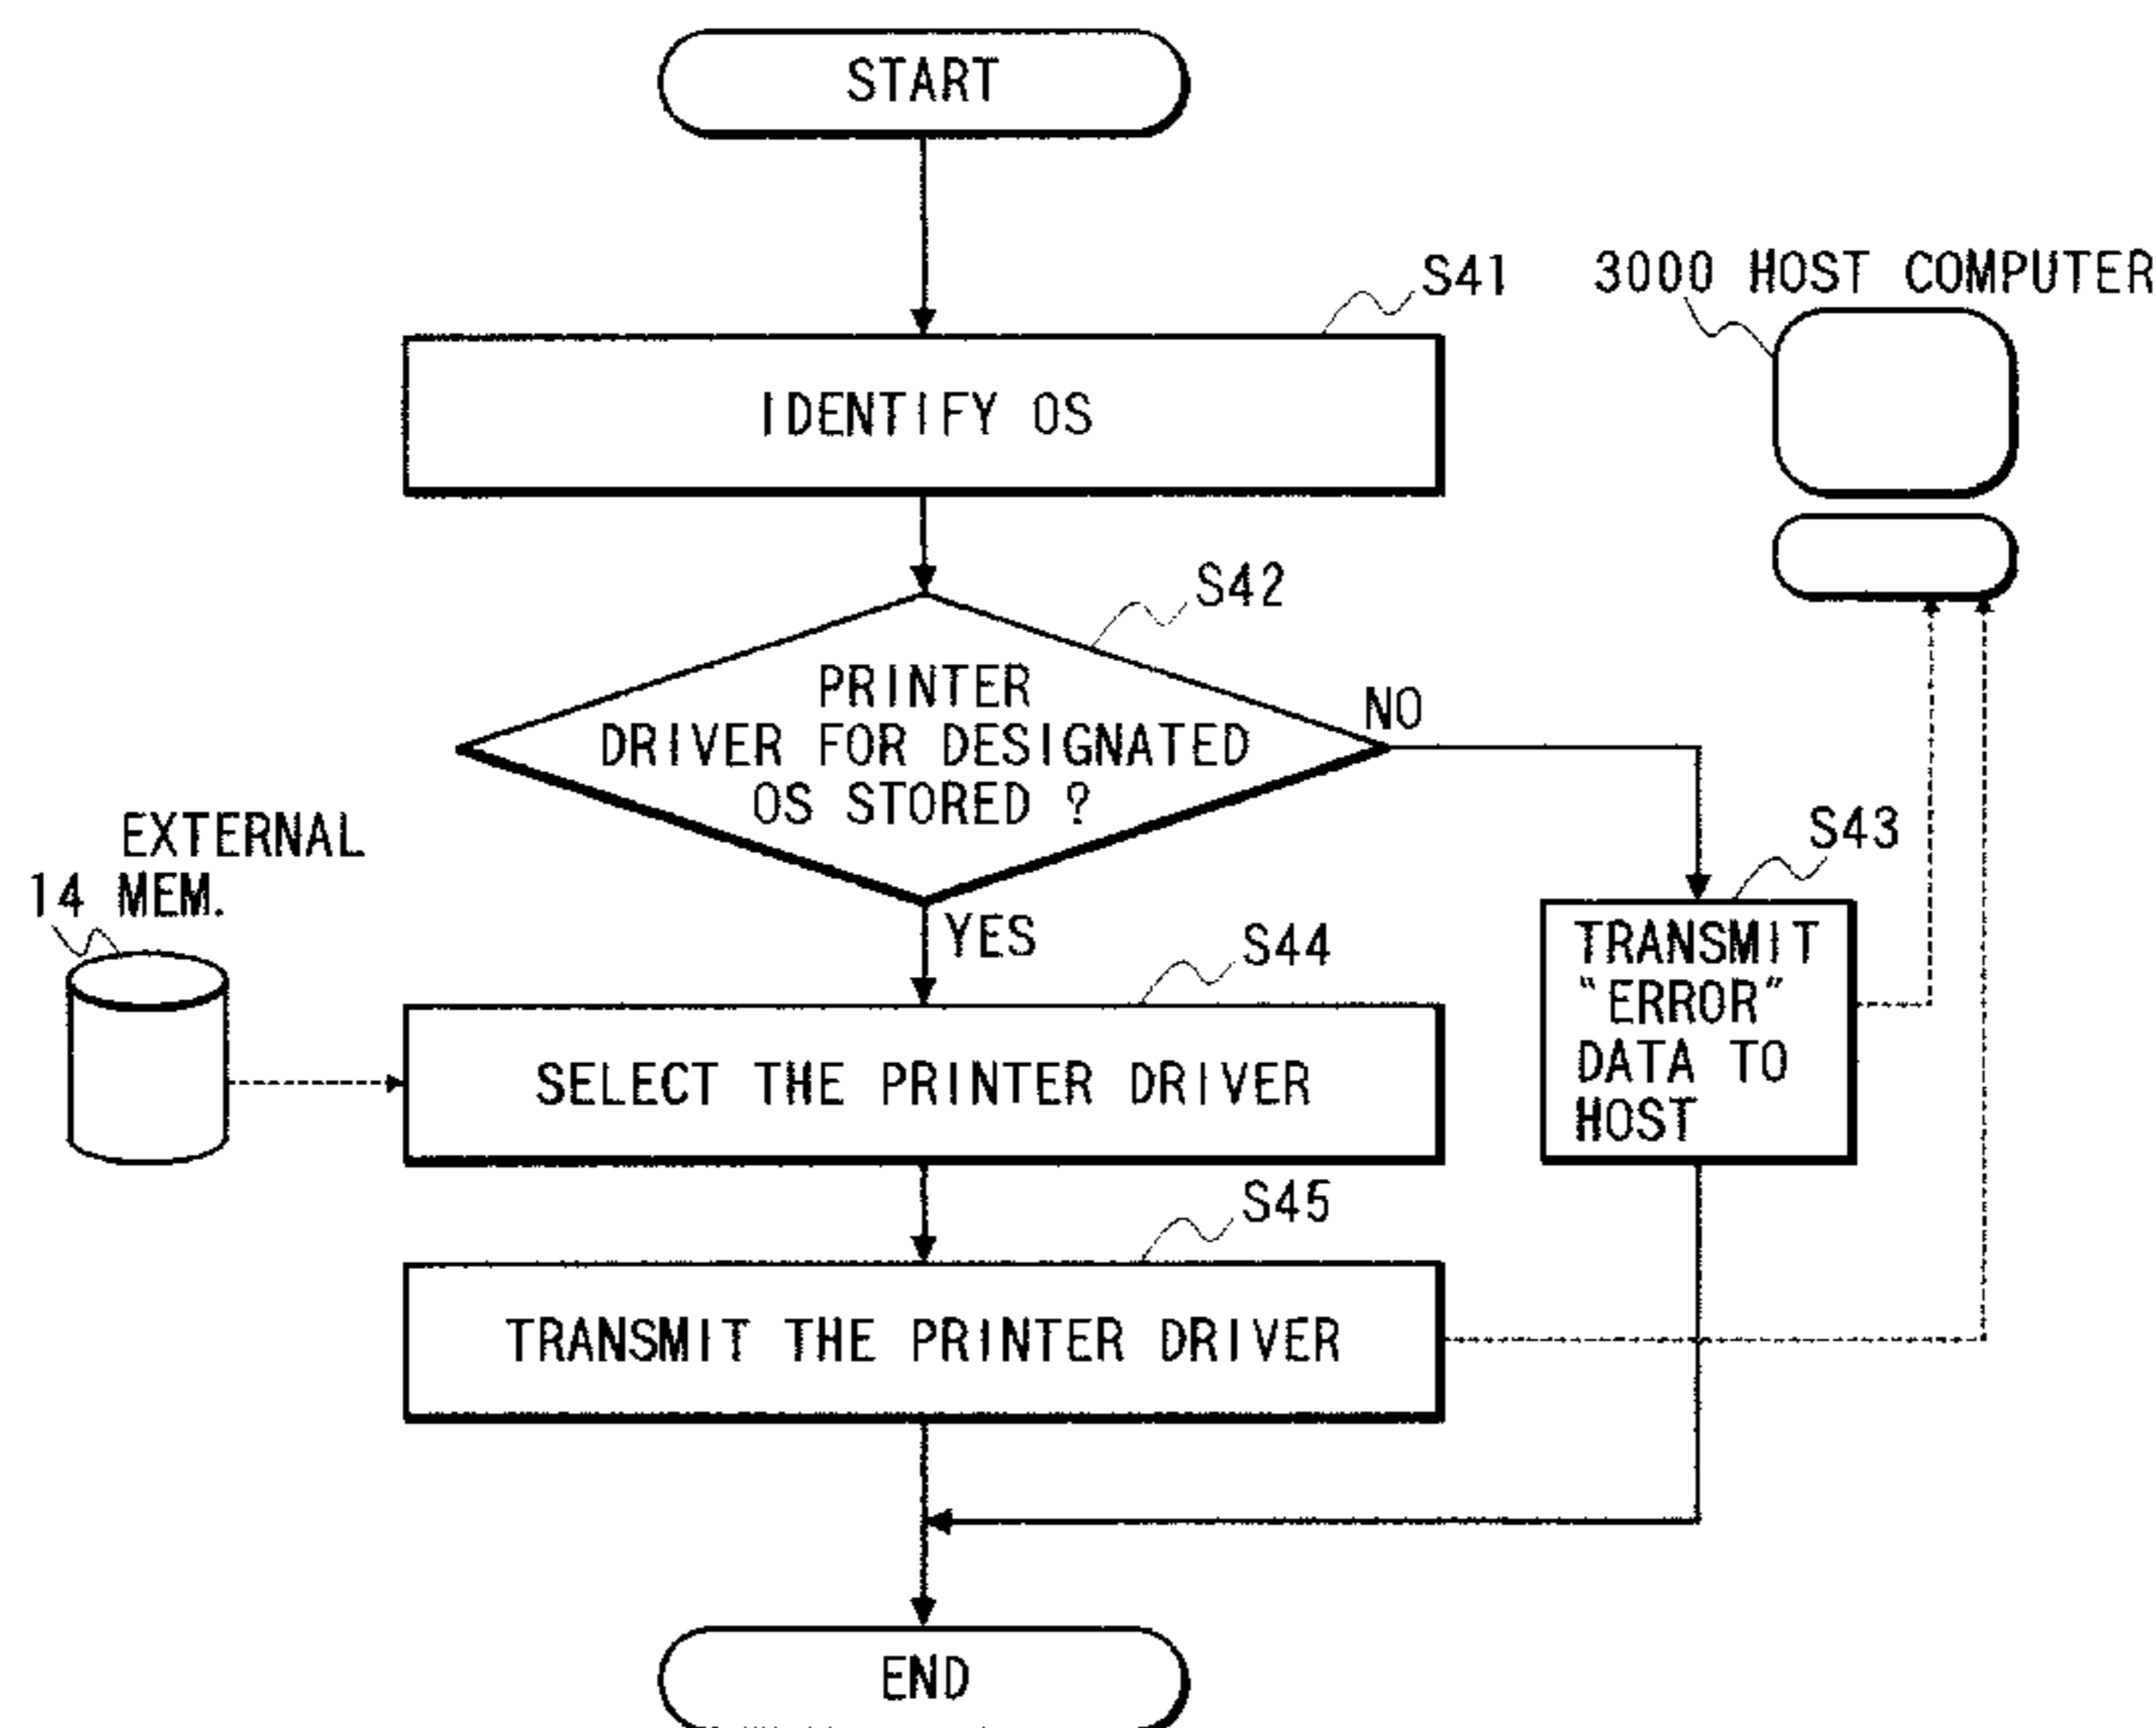 START
S41
3000 HOST COMPUTER
IDENTIFY OS
S42
PRINTER
DRIVER FOR DESIGNATED
OS STORED ?
NO
S43
EXTERNAL
14 MEM.
YES
S44
TRANSMIT
"ERROR"
DATA TO
HOST
SELECT THE PRINTER DRIVER
S45
TRANSMIT THE PRINTER DRIVER
END